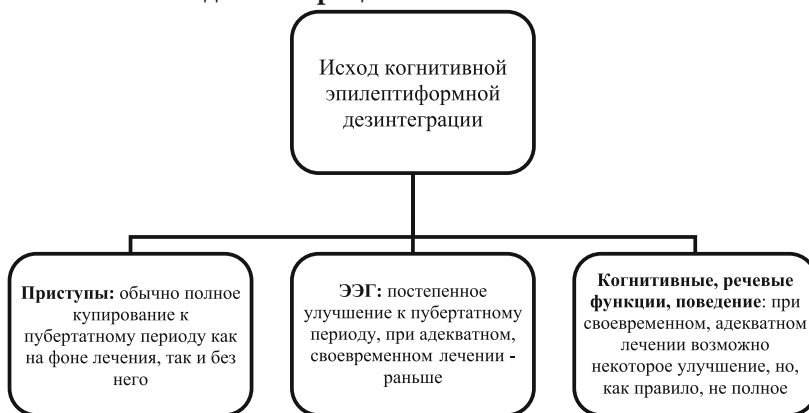 Исход когнитивной
эпилептиформной
дезинтеграции
Приступы: обычно полное
купирование к
пубертатному периоду как
на фоне лечения, так и без
него
ЭЭГ: постепенное
улучшение к пубертатному
периоду, при адекватном,
своевременном лечении -
раньше
Когнитивные, речевые
функции, поведение: при
своевременном, адекватном
лечении возможно
некоторое улучшение, но,
как правило, не полное